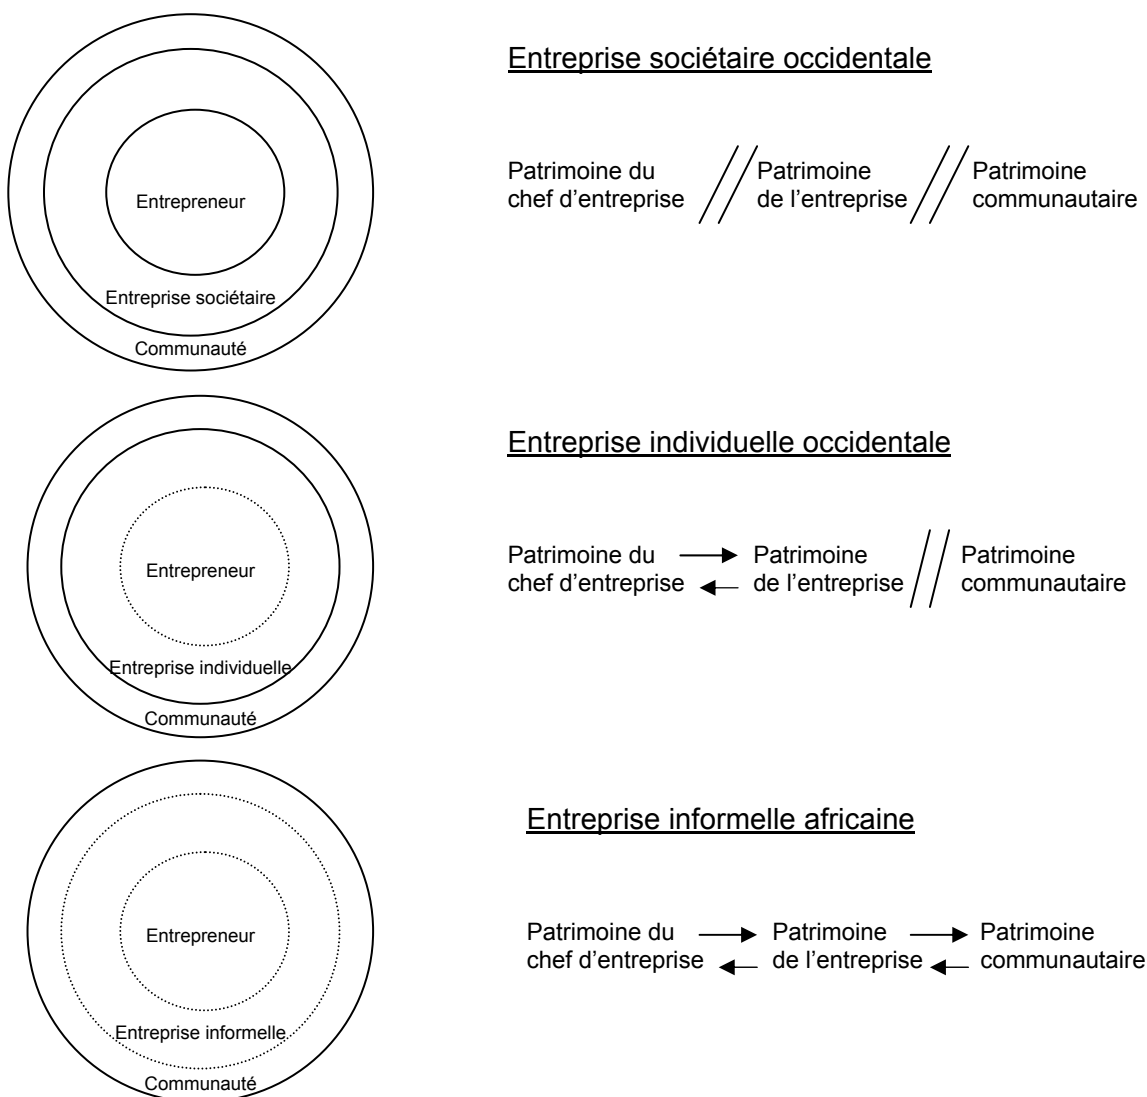 Entreprise sociétaire occidentale
Patrimoine du Patrimoine Patrimoine
chef d’entreprise de l’entreprise communautaire
Entrepreneur
Entreprise sociétaire
Communauté
Entreprise individuelle occidentale
Patrimoine du Patrimoine Patrimoine
chef d’entreprise de l’entreprise communautaire
Entrepreneur
Entreprise individuelle
Communauté
Entreprise informelle africaine
Patrimoine du Patrimoine Patrimoine
chef d’entreprise de l’entreprise communautaire
Entrepreneur
Entreprise informelle
Communauté